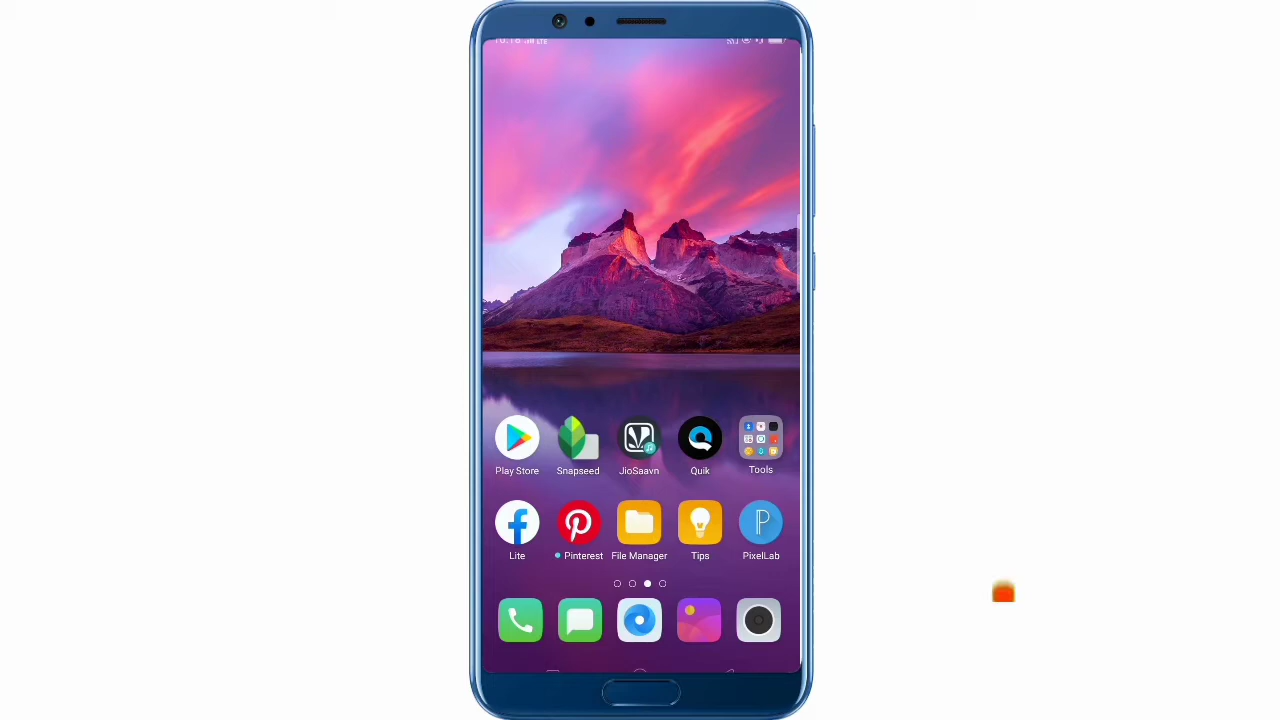 Play Store Snapseed JioSaavn Quik Tools
Lite Pinterest File Manager Tips PixelLab